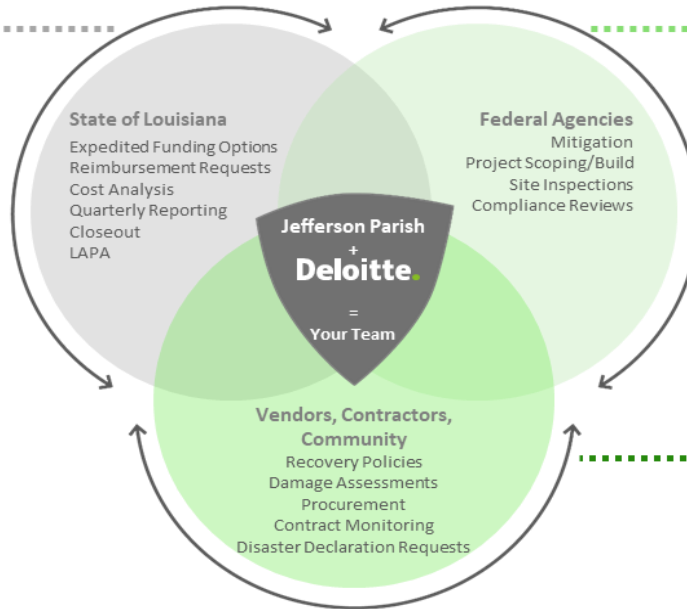 State of Louisiana
Expedited Funding Options
Reimbursement Requests
Cost Analysis
Quarterly Reporting
Closeout
LAPA
Federal Agencies
Mitigation
Project Scoping/Build
Site Inspections
Compliance Reviews
Jefferson Parish
+
Deloitte.
=
Your Team
Vendors, Contractors,
Community
Recovery Policies
Damage Assessments
Procurement
Contract Monitoring
Disaster Declaration Requests